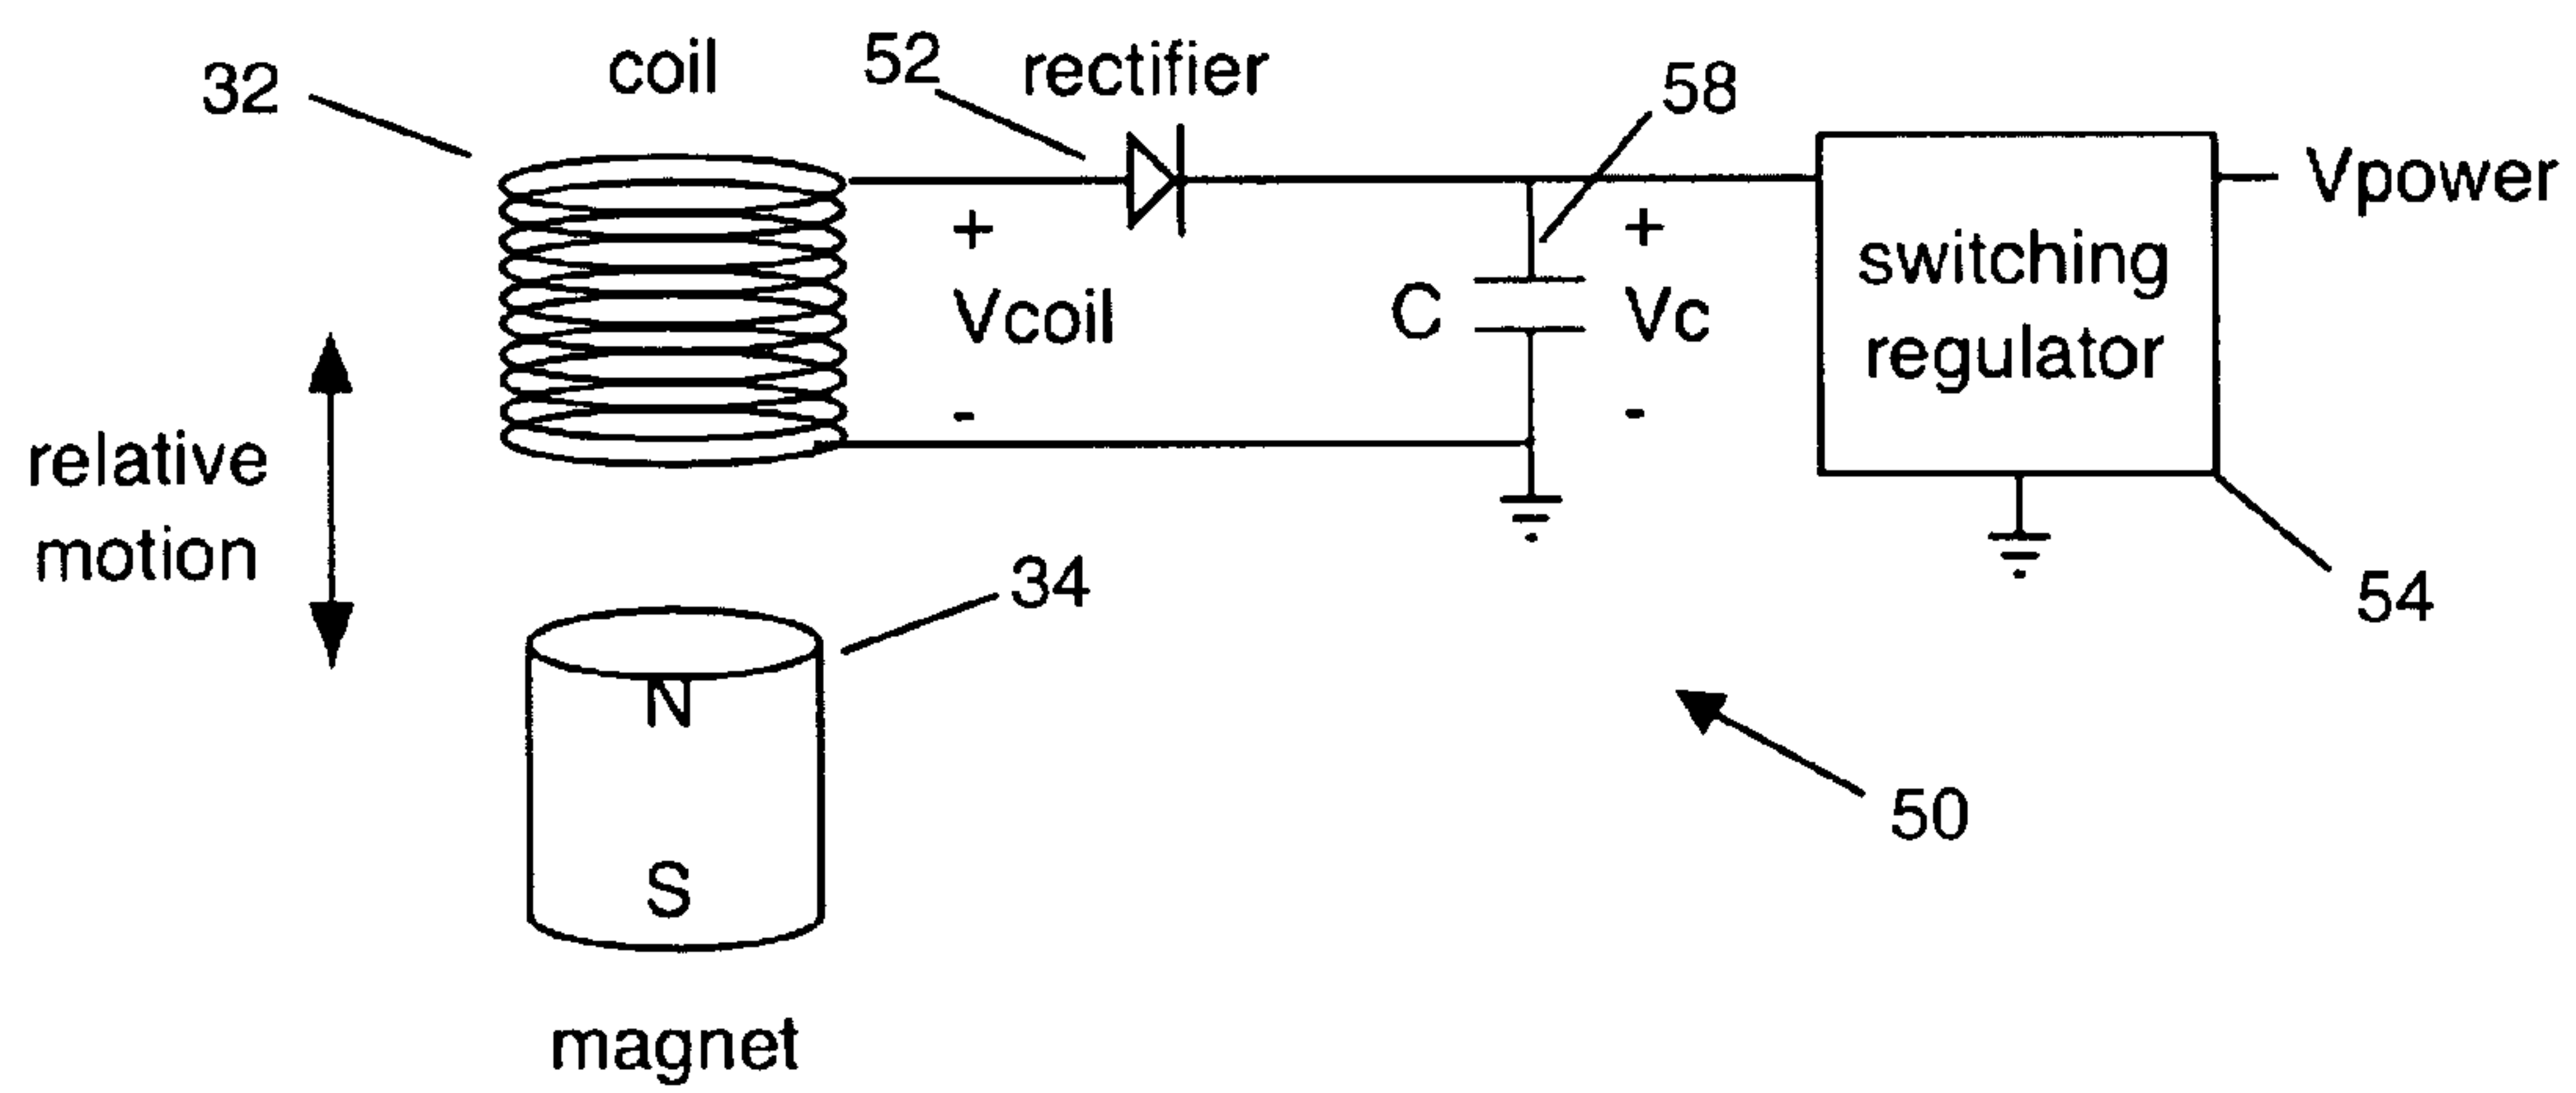 32
coil
52
rectifier
58
Vpower
+
Vcoil
-
C
+
Vc
-
switching
regulator
relative
motion
34
54
N
S
50
magnet